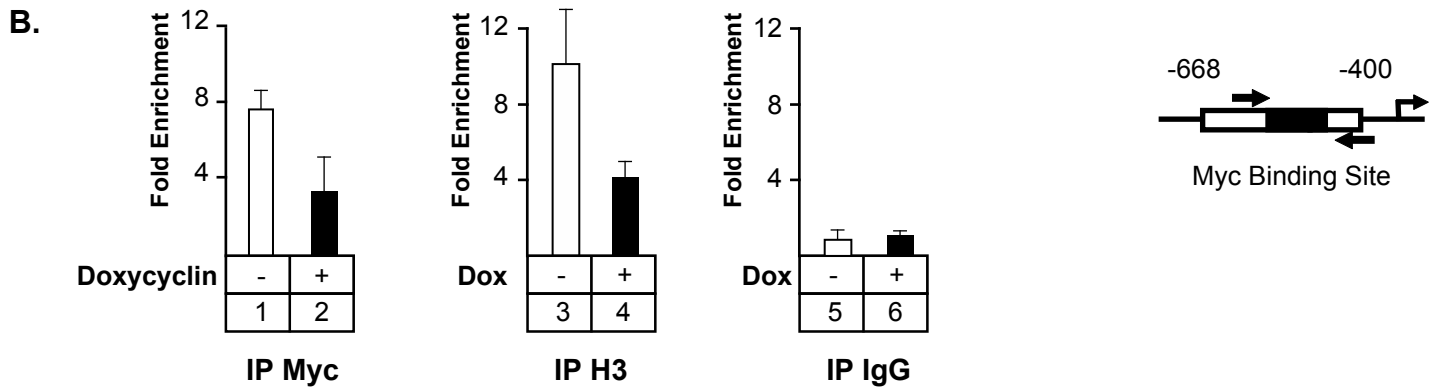 B.
Fold Enrichment
12
8
4
Doxycyclin - +
1 2
IP Myc
Fold Enrichment
12
8
4
Dox - +
3 4
IP H3
Fold Enrichment
12
8
4
Dox - +
5 6
IP IgG
-668 -400
Myc Binding Site